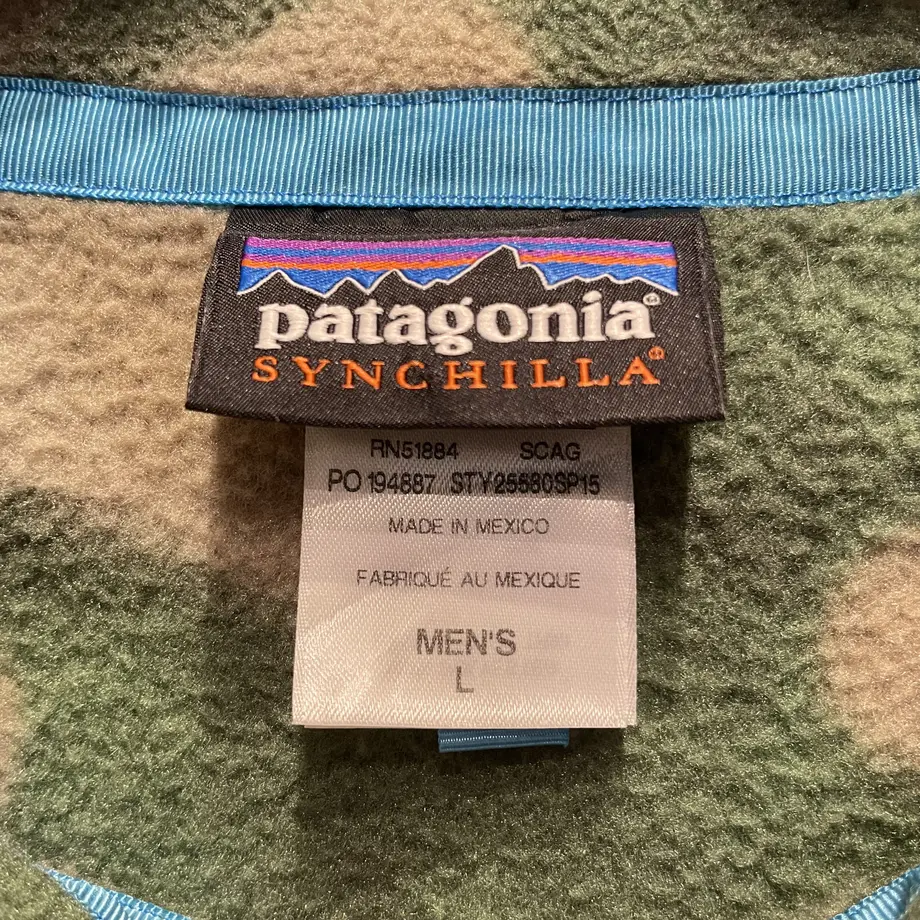 patagonia®
SYNCHILLA®
RN51884 SCAG
PO 194887 STY25580SP15
MADE IN MEXICO
FABRIQUÉ AU MEXIQUE
MEN'S
L